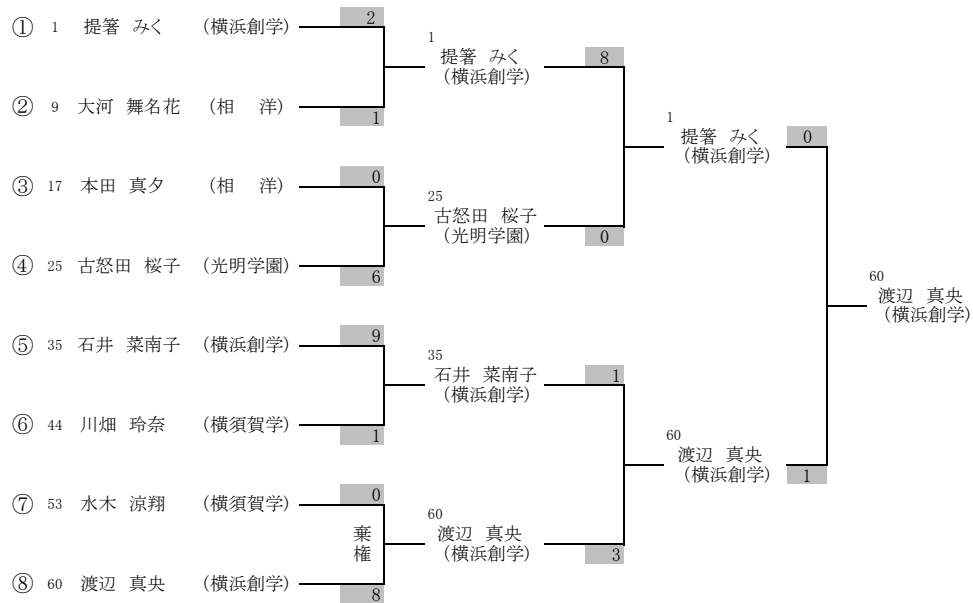 ① 1 提箸 みく (横浜創学) 2
② 9 大河 舞名花 (相 洋) 1
③ 17 本田 真夕 (相 洋) 0
④ 25 古怒田 桜子 (光明学園) 6
⑤ 35 石井 菜南子 (横浜創学) 9
⑥ 44 川畑 玲奈 (横須賀学) 1
⑦ 53 水木 涼翔 (横須賀学) 0
棄権
⑧ 60 渡辺 真央 (横浜創学) 8
1
提箸 みく 8
(横浜創学)
25
古怒田 桜子
(光明学園) 0
35
石井 菜南子 1
(横浜創学)
60
渡辺 真央
(横浜創学) 3
1
提箸 みく 0
(横浜創学)
60
渡辺 真央
(横浜創学) 1
60
渡辺 真央
(横浜創学)